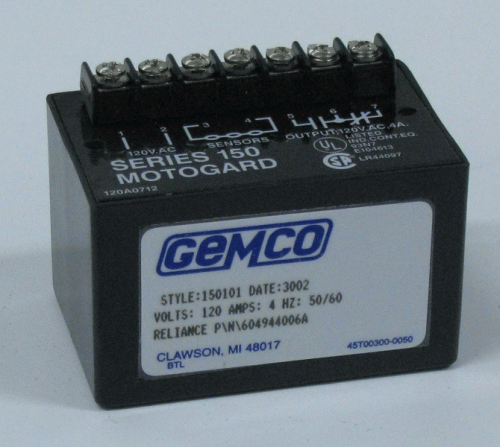 1 2 3 4 5 6 7
120V.AC SENSORS OUTPUT:120V.AC,4A.
SERIES 150
MOTOGARD
120A0712
UL LISTED
IND.CONT.EQ.
93N7
E104613
LR44097
GEMCO
STYLE:150101 DATE:3002
VOLTS: 120 AMPS: 4 HZ: 50/60
RELIANCE P\N\604944006A
CLAWSON, MI 48017
45T00300-0050
BTL